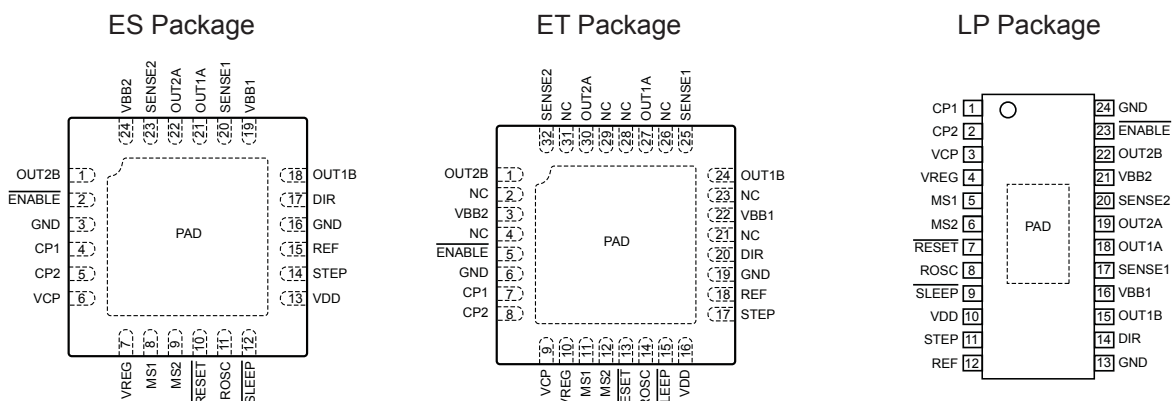 ES Package
VBB2
SENSE2
OUT2A
OUT1A
SENSE1
VBB1
24
23
22
21
20
19
OUT2B 1
ENABLE 2
GND 3
CP1 4
CP2 5
VCP 6
PAD
18 OUT1B
17 DIR
16 GND
15 REF
14 STEP
13 VDD
7
8
9
10
11
12
VREG
MS1
MS2
RESET
ROSC
SLEEP
ET Package
SENSE2
NC
OUT2A
NC
NC
OUT1A
NC
SENSE1
32
31
30
29
28
27
26
25
OUT2B 1
NC 2
VBB2 3
NC 4
ENABLE 5
GND 6
CP1 7
CP2 8
PAD
24 OUT1B
23 NC
22 VBB1
21 NC
20 DIR
19 GND
18 REF
17 STEP
9
10
11
12
13
14
15
16
VCP
VREG
MS1
MS2
RESET
ROSC
SLEEP
VDD
LP Package
CP1 1
CP2 2
VCP 3
VREG 4
MS1 5
MS2 6
RESET 7
ROSC 8
SLEEP 9
VDD 10
STEP 11
REF 12
PAD
24 GND
23 ENABLE
22 OUT2B
21 VBB2
20 SENSE2
19 OUT2A
18 OUT1A
17 SENSE1
16 VBB1
15 OUT1B
14 DIR
13 GND